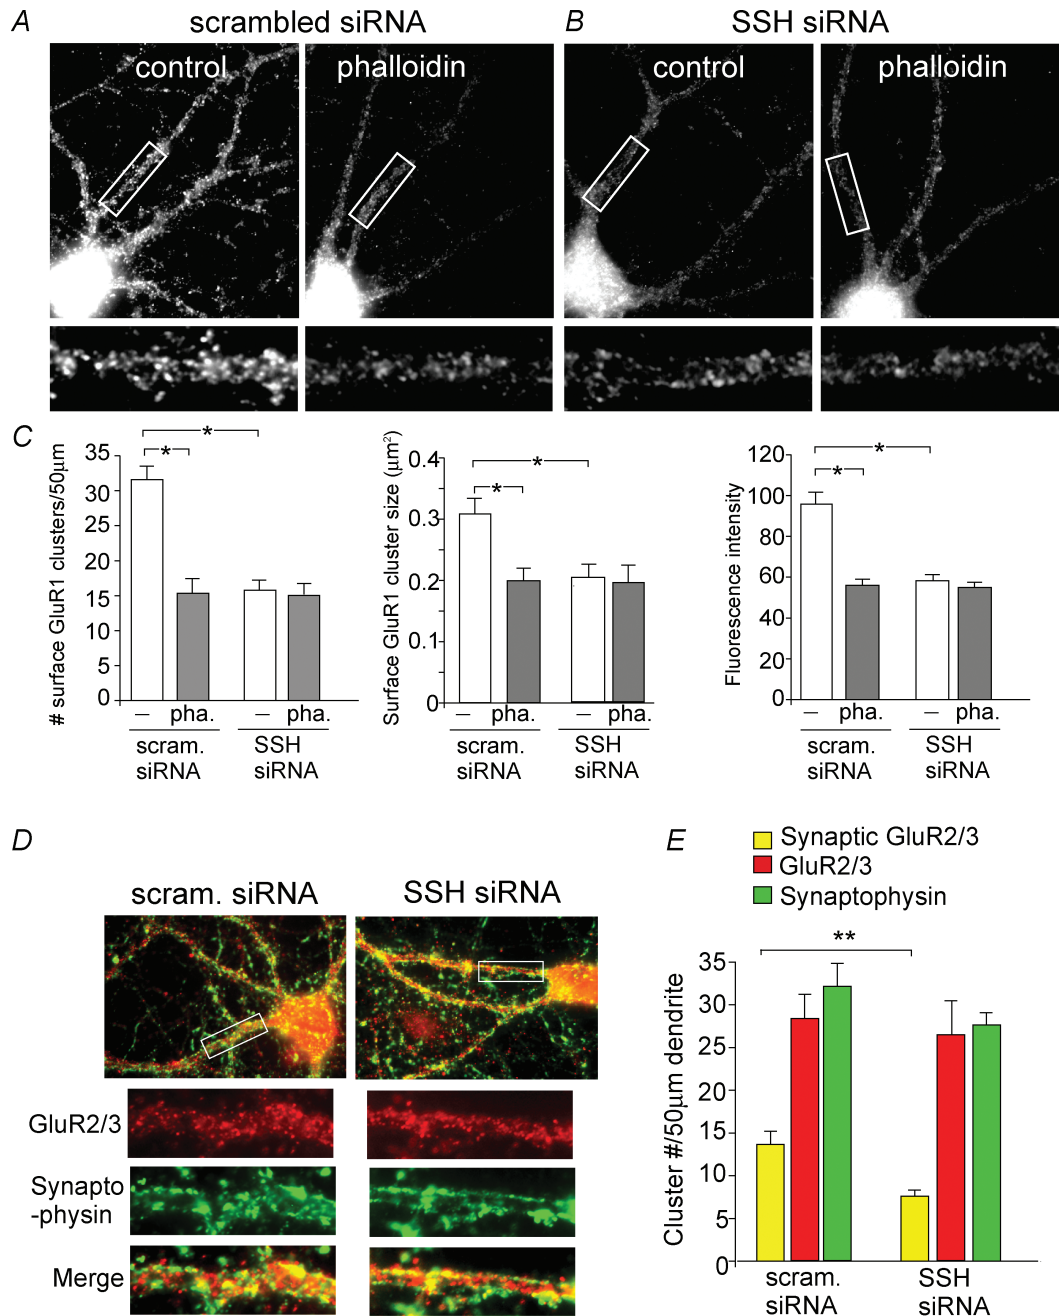 A scrambled siRNA B SSH siRNA
control phalloidin control phalloidin
C
# surface GluR1 clusters/50µm
35
30
25
20
15
10
5
0
*
*
– pha. – pha.
scram. siRNA SSH siRNA
Surface GluR1 cluster size (µm²)
0.4
0.3
0.2
0.1
0
*
*
– pha. – pha.
scram. siRNA SSH siRNA
Fluorescence intensity
120
100
80
60
40
20
0
*
*
– pha. – pha.
scram. siRNA SSH siRNA
D
scram. siRNA SSH siRNA
GluR2/3
Synapto
-physin
Merge
E
Synaptic GluR2/3
GluR2/3
Synaptophysin
**
Cluster #/50µm dendrite
35
30
25
20
15
10
5
0
scram. siRNA SSH siRNA